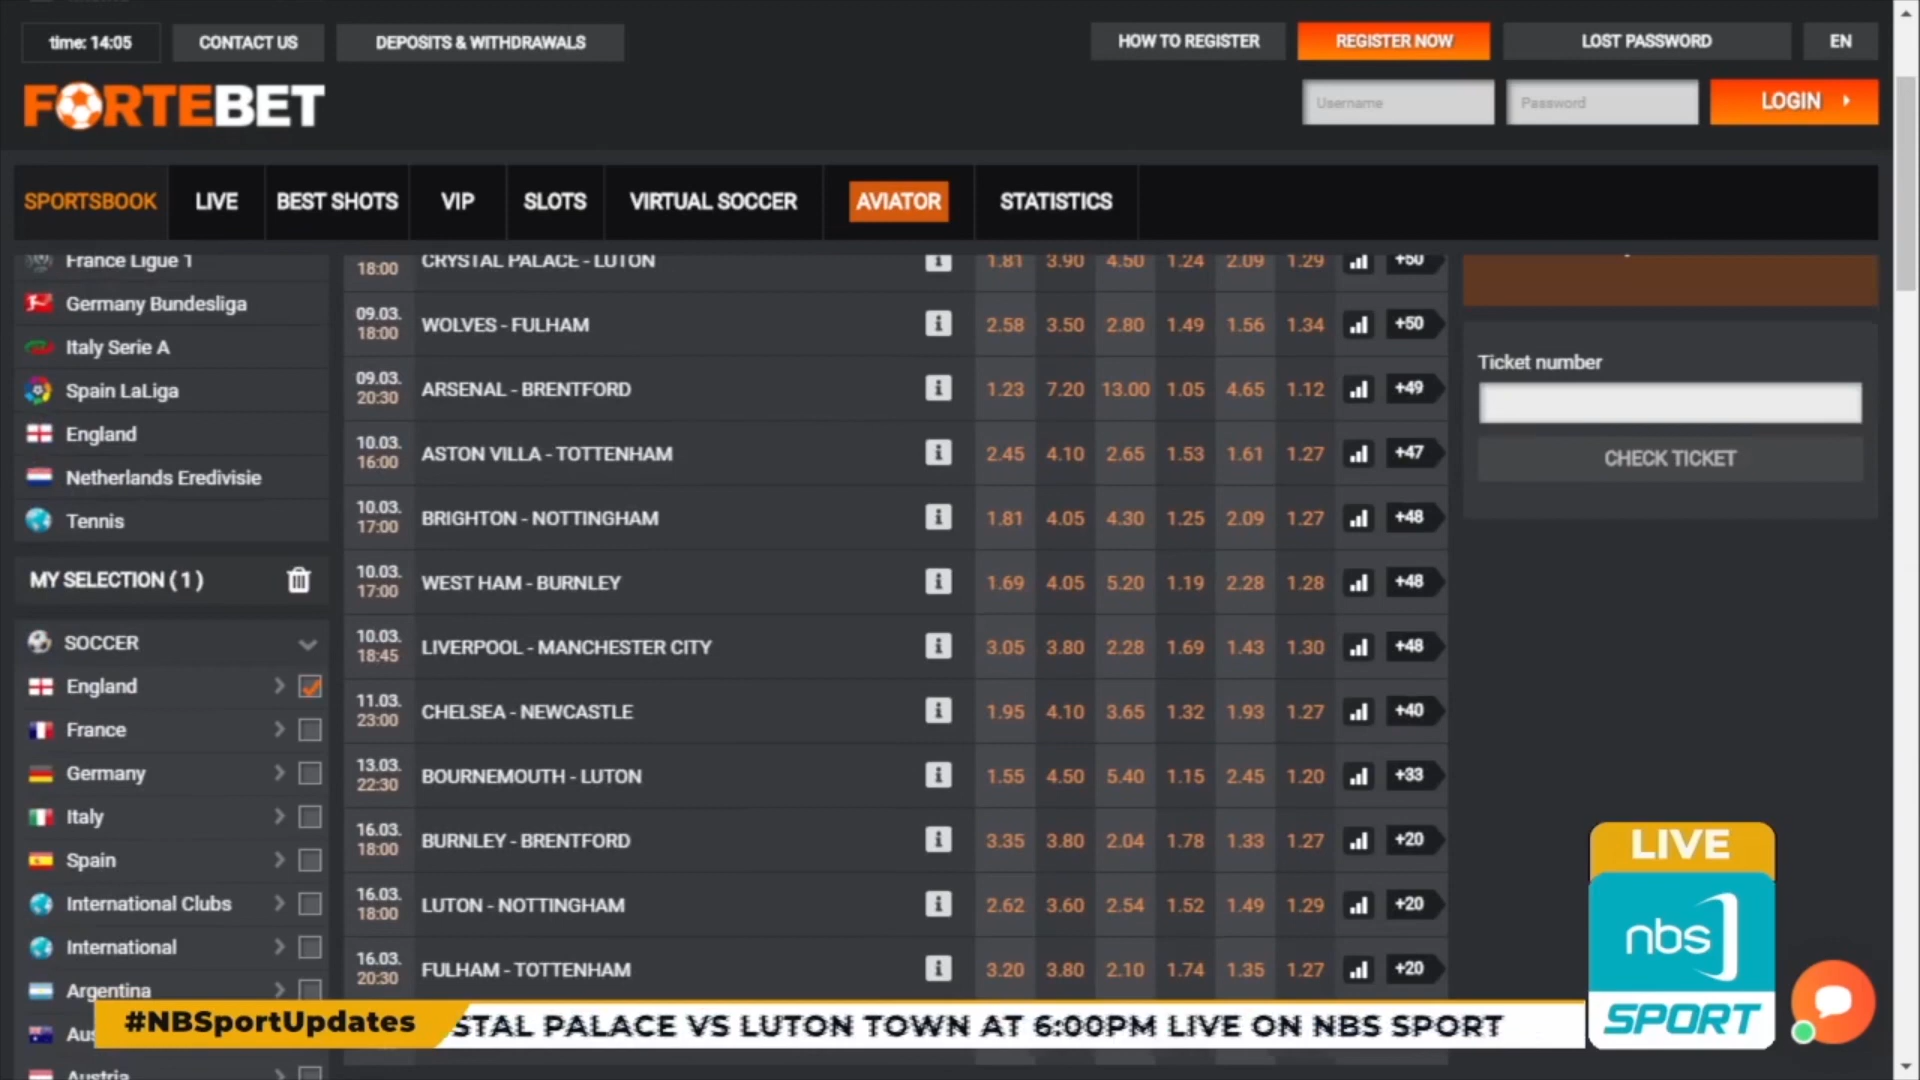 time: 14:05
CONTACT US
DEPOSITS & WITHDRAWALS
HOW TO REGISTER
REGISTER NOW
LOST PASSWORD
EN
FORTEBET
Username
Password
LOGIN
SPORTSBOOK
LIVE
BEST SHOTS
VIP
SLOTS
VIRTUAL SOCCER
AVIATOR
STATISTICS
France Ligue 1
Germany Bundesliga
Italy Serie A
Spain LaLiga
England
Netherlands Eredivisie
Tennis
MY SELECTION ( 1 )
SOCCER
England
France
Germany
Italy
Spain
International Clubs
International
Argentina
Aus
Austria
18:00 CRYSTAL PALACE - LUTON i 1.81 3.90 4.50 1.24 2.09 1.29 +50
09.03. 18:00 WOLVES - FULHAM i 2.58 3.50 2.80 1.49 1.56 1.34 +50
09.03. 20:30 ARSENAL - BRENTFORD i 1.23 7.20 13.00 1.05 4.65 1.12 +49
10.03. 16:00 ASTON VILLA - TOTTENHAM i 2.45 4.10 2.65 1.53 1.61 1.27 +47
10.03. 17:00 BRIGHTON - NOTTINGHAM i 1.81 4.05 4.30 1.25 2.09 1.27 +48
10.03. 17:00 WEST HAM - BURNLEY i 1.69 4.05 5.20 1.19 2.28 1.28 +48
10.03. 18:45 LIVERPOOL - MANCHESTER CITY i 3.05 3.80 2.28 1.69 1.43 1.30 +48
11.03. 23:00 CHELSEA - NEWCASTLE i 1.95 4.10 3.65 1.32 1.93 1.27 +40
13.03. 22:30 BOURNEMOUTH - LUTON i 1.55 4.50 5.40 1.15 2.45 1.20 +33
16.03. 18:00 BURNLEY - BRENTFORD i 3.35 3.80 2.04 1.78 1.33 1.27 +20
16.03. 18:00 LUTON - NOTTINGHAM i 2.62 3.60 2.54 1.52 1.49 1.29 +20
16.03. 20:30 FULHAM - TOTTENHAM i 3.20 3.80 2.10 1.74 1.35 1.27 +20
Ticket number
CHECK TICKET
LIVE
nbs
SPORT
#NBSportUpdates
STAL PALACE VS LUTON TOWN AT 6:00PM LIVE ON NBS SPORT